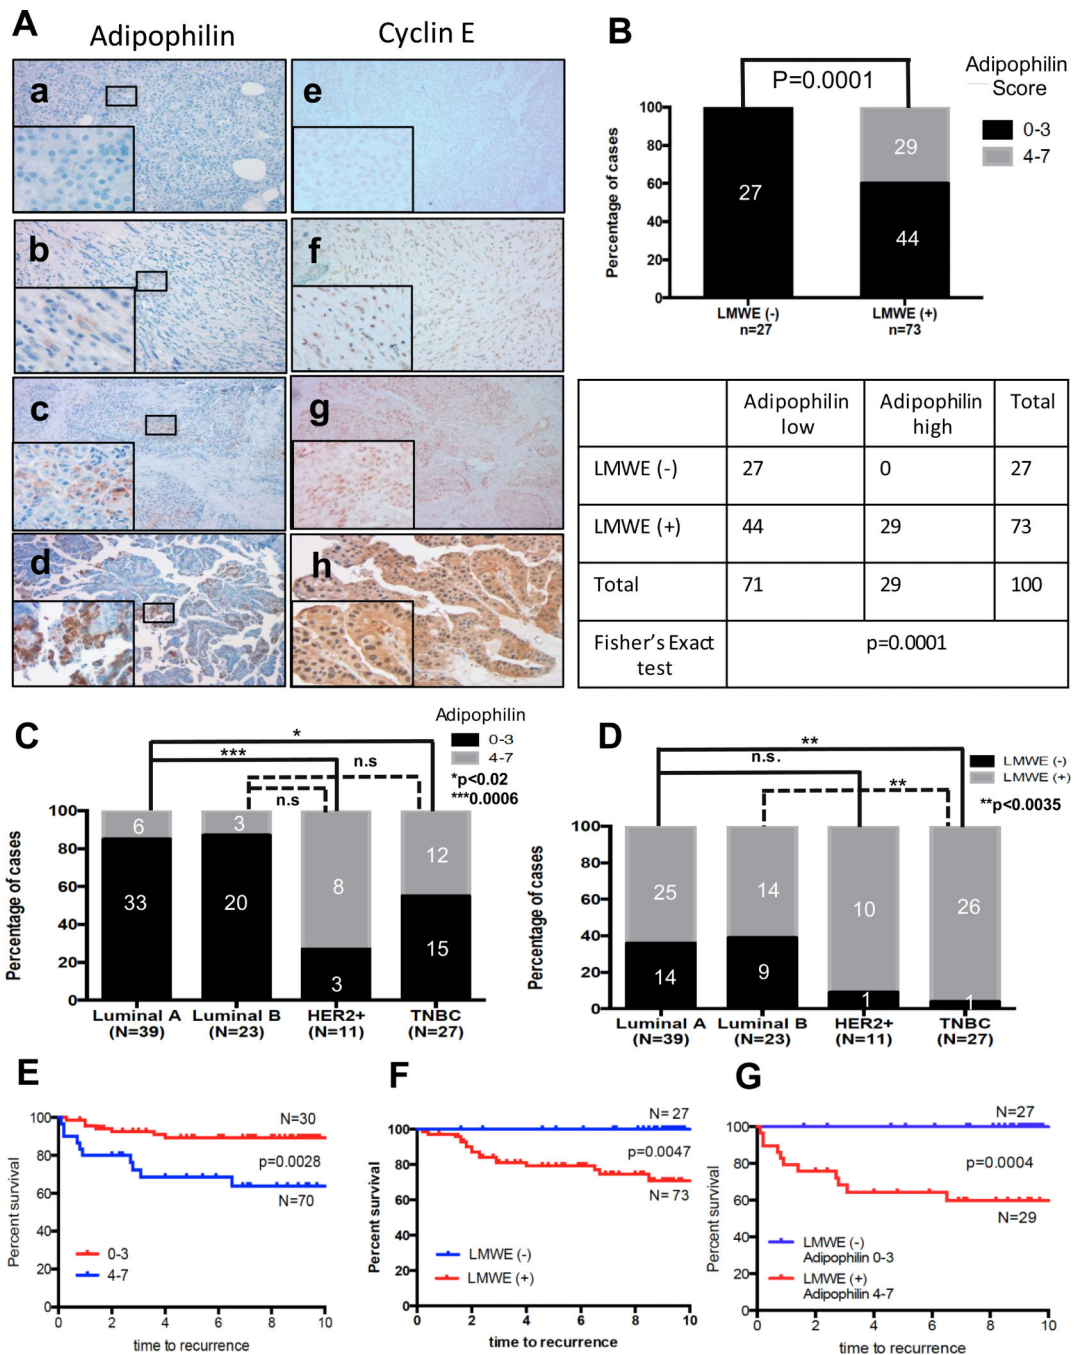 A
Adipophilin
Cyclin E
a
e
b
f
c
g
d
h
B
P=0.0001
Adipophilin
Score
0-3
4-7
Percentage of cases
100
80
60
40
20
0
27
29
44
LMWE (-)
n=27
LMWE (+)
n=73
Adipophilin low
Adipophilin high
Total
LMWE (-)
27
0
27
LMWE (+)
44
29
73
Total
71
29
100
Fisher's Exact
test
p=0.0001
C
Adipophilin
0-3
4-7
*p<0.02
***0.0006
*
***
n.s
n.s
Percentage of cases
100
80
60
40
20
0
6
3
8
12
33
20
3
15
Luminal A
(N=39)
Luminal B
(N=23)
HER2+
(N=11)
TNBC
(N=27)
D
LMWE (-)
LMWE (+)
**p<0.0035
**
n.s.
**
Percentage of cases
100
80
60
40
20
0
25
14
10
26
14
9
1
1
Luminal A
(N=39)
Luminal B
(N=23)
HER2+
(N=11)
TNBC
(N=27)
E
Percent survival
100
80
60
40
20
0
N=30
p=0.0028
N=70
0-3
4-7
0 2 4 6 8 10
time to recurrence
F
Percent survival
100
80
60
40
20
0
N= 27
p=0.0047
N= 73
LMWE (-)
LMWE (+)
0 2 4 6 8 10
time to recurrence
G
Percent survival
100
80
60
40
20
0
N=27
p=0.0004
N=29
LMWE (-)
Adipophilin 0-3
LMWE (+)
Adipophilin 4-7
0 2 4 6 8 10
time to recurrence